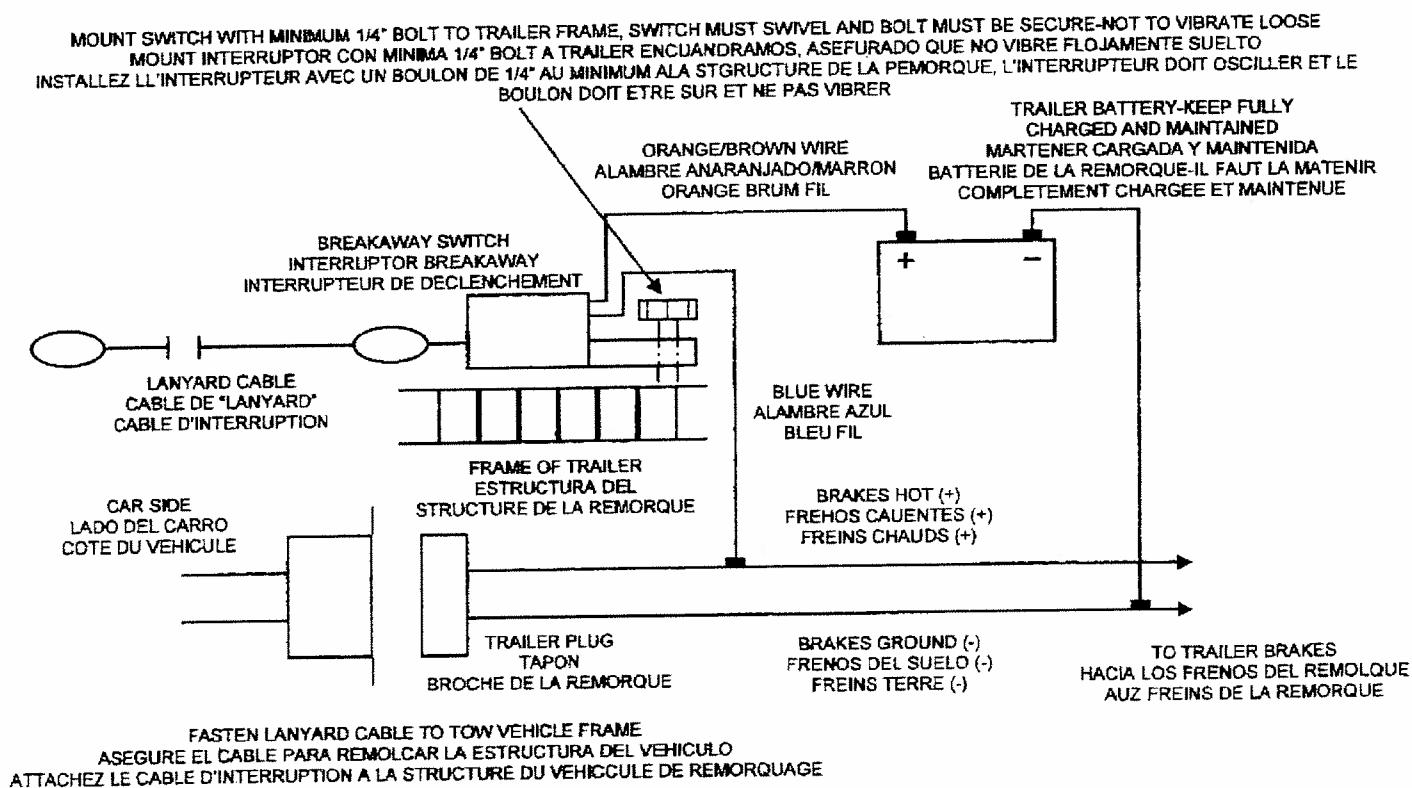 MOUNT SWITCH WITH MINIMUM 1/4" BOLT TO TRAILER FRAME, SWITCH MUST SWIVEL AND BOLT MUST BE SECURE-NOT TO VIBRATE LOOSE
MOUNT INTERRUPTOR CON MINIMA 1/4" BOLT A TRAILER ENCUANDRAMOS, ASEFURADO QUE NO VIBRE FLOJAMENTE SUELTO
INSTALLEZ LL'INTERRUPTEUR AVEC UN BOULON DE 1/4" AU MINIMUM ALA STGRUCTURE DE LA PEMORQUE, L'INTERRUPTEUR DOIT OSCILLER ET LE
BOULON DOIT ETRE SUR ET NE PAS VIBRER
TRAILER BATTERY-KEEP FULLY
CHARGED AND MAINTAINED
MARTENER CARGADA Y MAINTENIDA
BATTERIE DE LA REMORQUE-IL FAUT LA MATENIR
COMPLETEMENT CHARGEE ET MAINTENUE
ORANGE/BROWN WIRE
ALAMBRE ANARANJADO/MARRON
ORANGE BRUM FIL
BREAKAWAY SWITCH
INTERRUPTOR BREAKAWAY
INTERRUPTEUR DE DECLENCHEMENT
+ −
LANYARD CABLE
CABLE DE "LANYARD"
CABLE D'INTERRUPTION
BLUE WIRE
ALAMBRE AZUL
BLEU FIL
FRAME OF TRAILER
ESTRUCTURA DEL
STRUCTURE DE LA REMORQUE
CAR SIDE
LADO DEL CARRO
COTE DU VEHICULE
BRAKES HOT (+)
FREHOS CAUENTES (+)
FREINS CHAUDS (+)
TRAILER PLUG
TAPON
BROCHE DE LA REMORQUE
BRAKES GROUND (-)
FRENOS DEL SUELO (-)
FREINS TERRE (-)
TO TRAILER BRAKES
HACIA LOS FRENOS DEL REMOLQUE
AUZ FREINS DE LA REMORQUE
FASTEN LANYARD CABLE TO TOW VEHICLE FRAME
ASEGURE EL CABLE PARA REMOLCAR LA ESTRUCTURA DEL VEHICULO
ATTACHEZ LE CABLE D'INTERRUPTION A LA STRUCTURE DU VEHICCULE DE REMORQUAGE